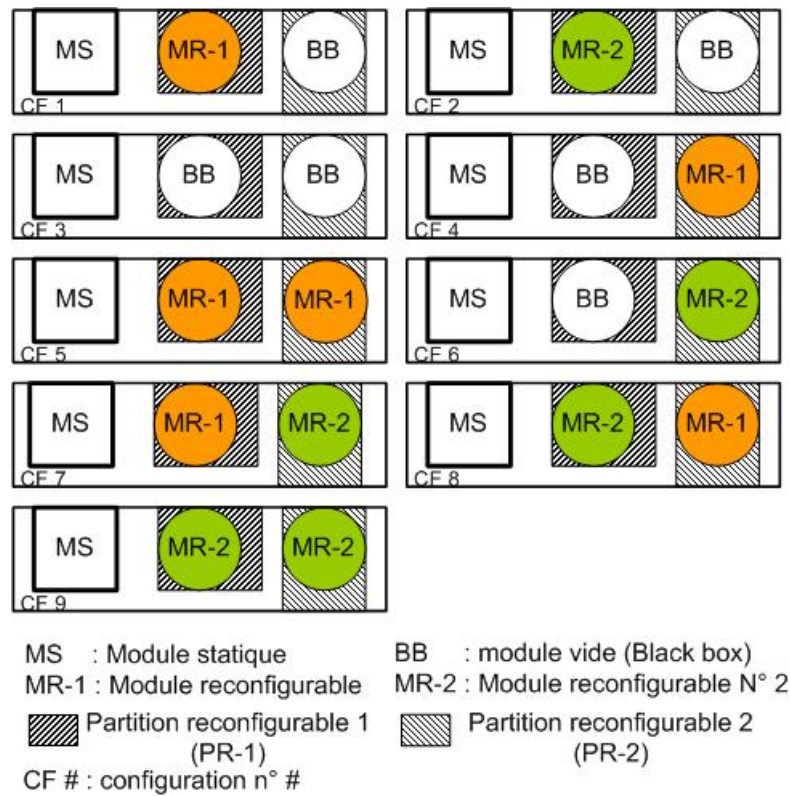 MS MR-1 BB MS MR-2 BB
CF 1 CF 2
MS BB BB MS BB MR-1
CF 3 CF 4
MS MR-1 MR-1 MS BB MR-2
CF 5 CF 6
MS MR-1 MR-2 MS MR-2 MR-1
CF 7 CF 8
MS MR-2 MR-2
CF 9
MS : Module statique BB : module vide (Black box)
MR-1 : Module reconfigurable MR-2 : Module reconfigurable N° 2
Partition reconfigurable 1 Partition reconfigurable 2
(PR-1) (PR-2)
CF # : configuration n° #